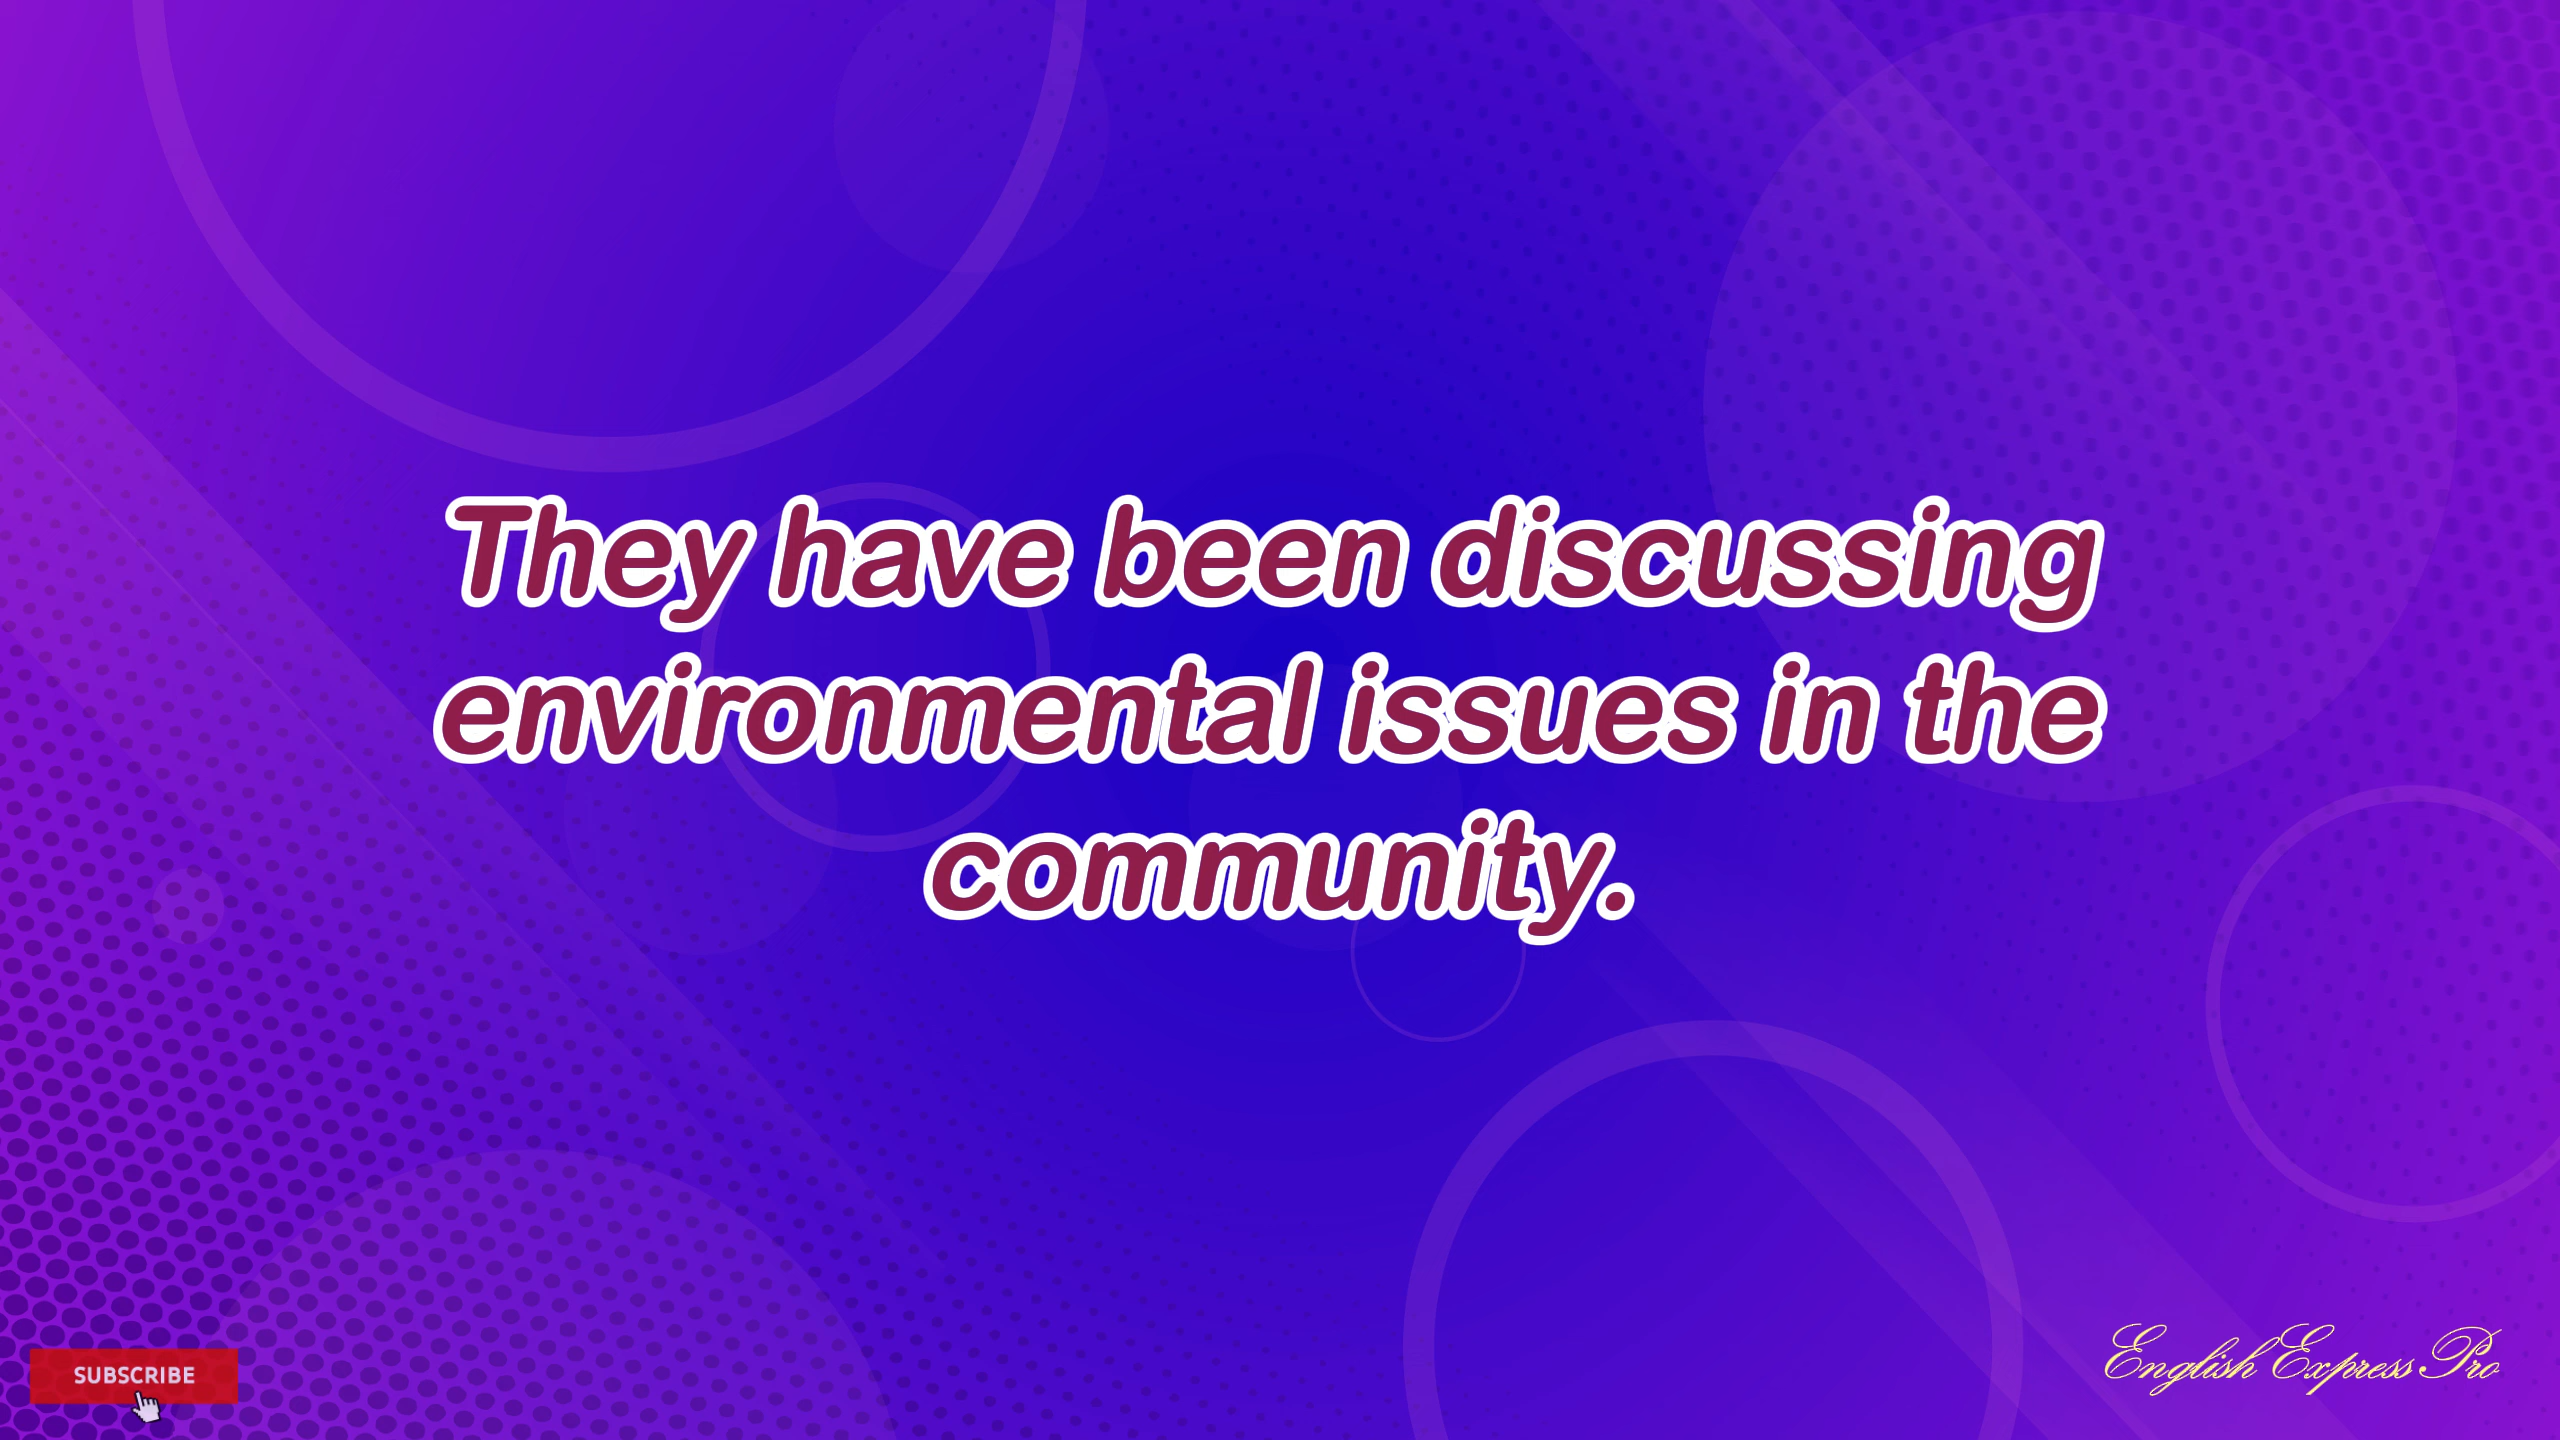 They have been discussing
environmental issues in the
community.
SUBSCRIBE
English Express Pro